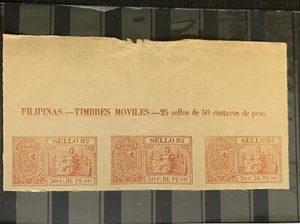 FILIPINAS.—TIMBRES MOVILES.—25 sellos de 50 centavos de peso
SELLO 8º SELLO 8º SELLO 8º
50 C. DE PESO 50 C. DE PESO 50 C. DE PESO